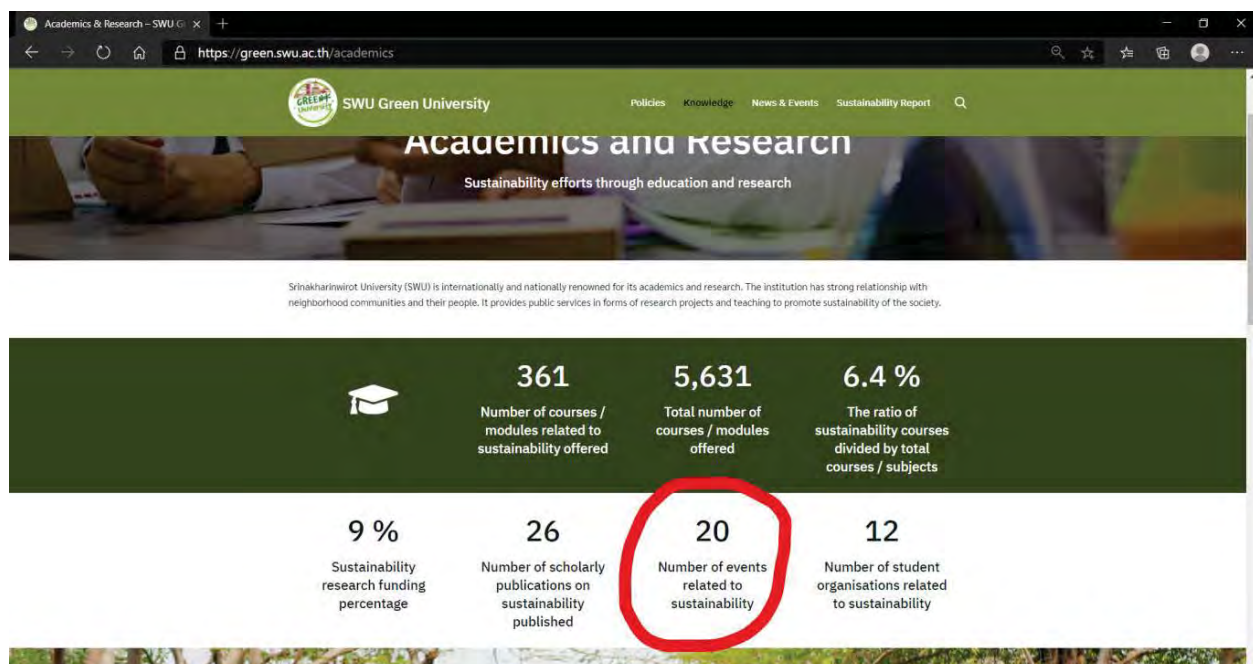 Academics & Research – SWU G
https://green.swu.ac.th/academics
GREEN
University
SWU Green University
Policies Knowledge News & Events Sustainability Report
Academics and Research
Sustainability efforts through education and research
Srinakharinwirot University (SWU) is internationally and nationally renowned for its academics and research. The institution has strong relationship with
neighborhood communities and their people. It provides public services in forms of research projects and teaching to promote sustainability of the society.
361
Number of courses /
modules related to
sustainability offered
5,631
Total number of
courses / modules
offered
6.4 %
The ratio of
sustainability courses
divided by total
courses / subjects
9 %
Sustainability
research funding
percentage
26
Number of scholarly
publications on
sustainability
published
20
Number of events
related to
sustainability
12
Number of student
organisations related
to sustainability